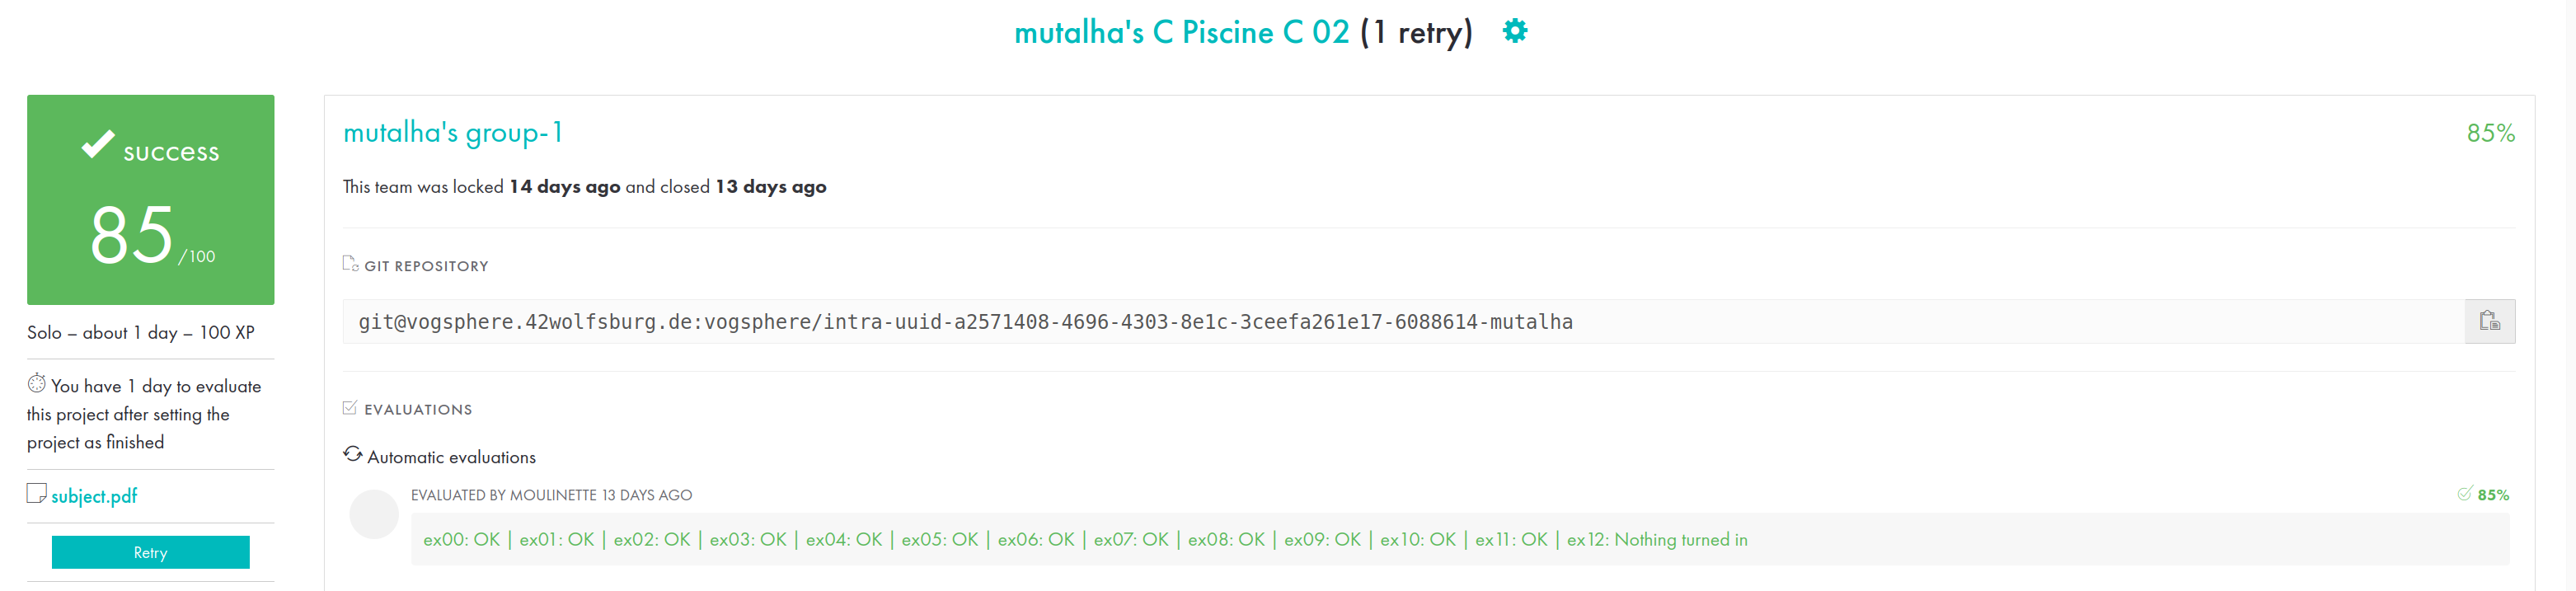 mutalha's C Piscine C 02 (1 retry)
success
85 /100
Solo – about 1 day – 100 XP
You have 1 day to evaluate
this project after setting the
project as finished
subject.pdf
Retry
mutalha's group-1
85%
This team was locked 14 days ago and closed 13 days ago
GIT REPOSITORY
git@vogsphere.42wolfsburg.de:vogsphere/intra-uuid-a2571408-4696-4303-8e1c-3ceefa261e17-6088614-mutalha
EVALUATIONS
Automatic evaluations
EVALUATED BY MOULINETTE 13 DAYS AGO
85%
ex00: OK | ex01: OK | ex02: OK | ex03: OK | ex04: OK | ex05: OK | ex06: OK | ex07: OK | ex08: OK | ex09: OK | ex10: OK | ex11: OK | ex12: Nothing turned in